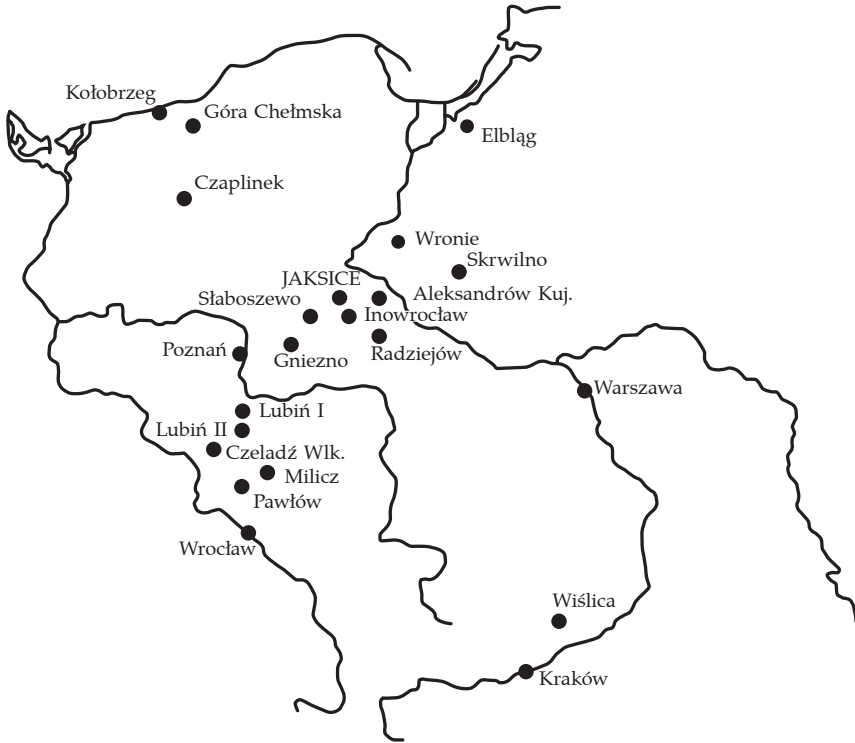 Kołobrzeg
Góra Chełmska
Elbląg
Czaplinek
Wronie
Skrwilno
JAKSICE
Aleksandrów Kuj.
Słaboszewo
Inowrocław
Poznań
Gniezno
Radziejów
Warszawa
Lubiń I
Lubiń II
Czeladź Wlk.
Milicz
Pawłów
Wrocław
Wiślica
Kraków